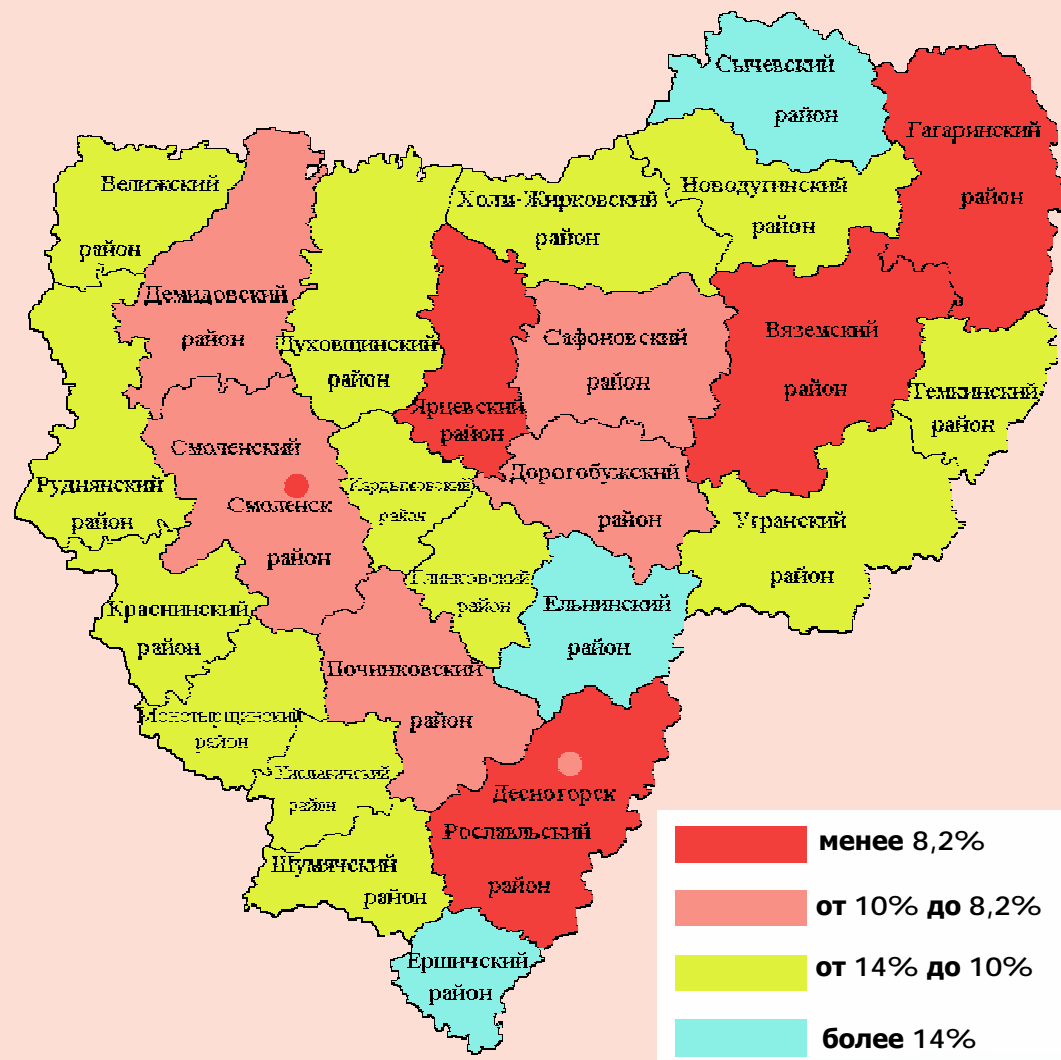 Сычевский
район
Гагаринский
район
Велижский
район
Холм-Жирковский
район
Новодугинский
район
Демидовский
район
Духовщинский
район
Сафоновский
район
Вяземский
район
Ярцевский
район
Темкинский
район
Смоленский
Смоленск
район
Руднянский
район
Кардымовский
район
Дорогобужский
район
Угранский
район
Глинковский
район
Ельнинский
район
Краснинский
район
Починковский
район
Монастырщинский
район
Хиславичский
район
Десногорск
Рославльский
район
Шумячский
район
Ершичский
район
менее 8,2%
от 10% до 8,2%
от 14% до 10%
более 14%